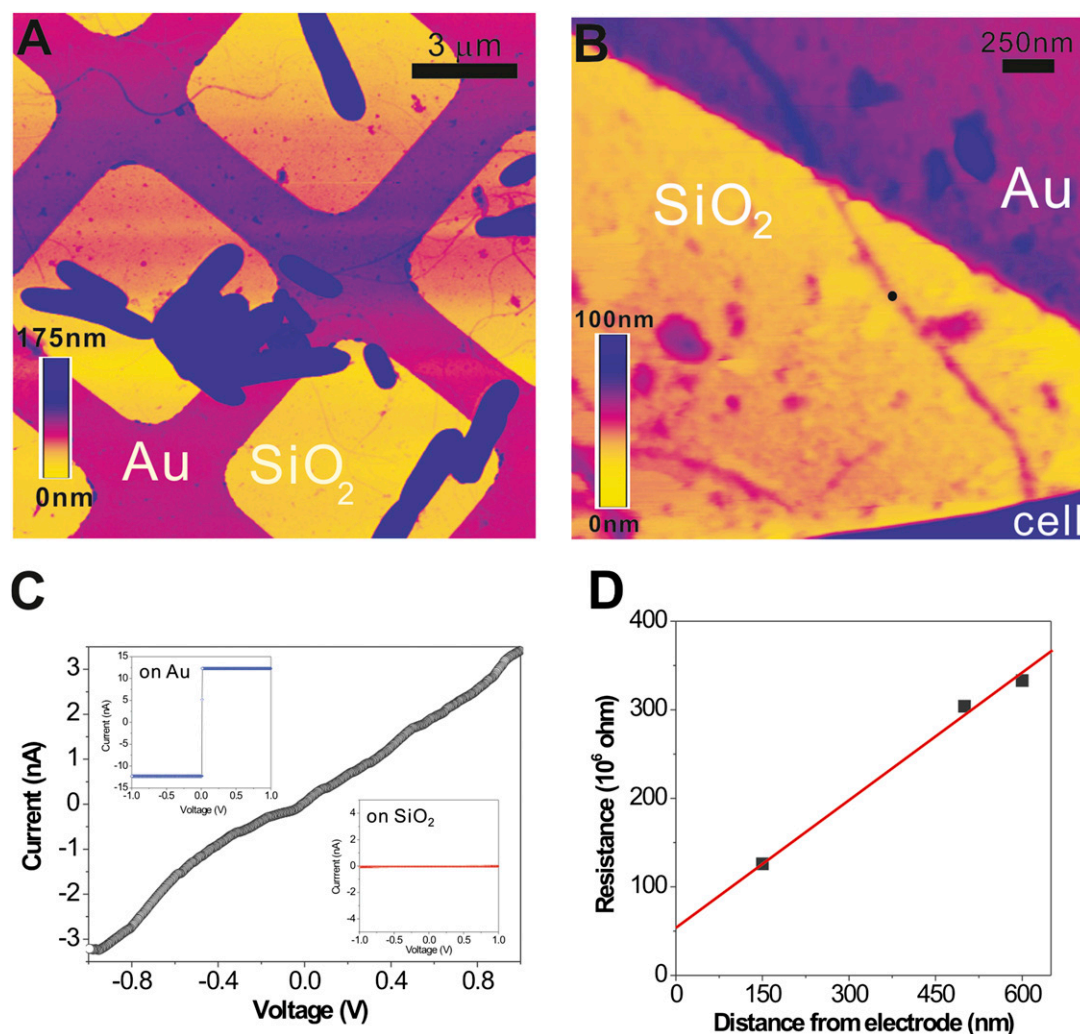 A
3 μm
175nm
0nm
Au
SiO₂
B
250nm
SiO₂
Au
100nm
0nm
cell
C
Current (nA)
3
2
1
0
-1
-2
-3
-0.8
-0.4
0.0
0.4
0.8
Voltage (V)
on Au
Current (nA)
15
10
5
0
-5
-10
-15
-1.0
-0.5
0.0
0.5
1.0
Voltage (V)
on SiO₂
Currrent (nA)
4
2
0
-2
-4
-1.0
-0.5
0.0
0.5
1.0
Voltage (V)
D
Resistance (10⁶ ohm)
400
300
200
100
0
0
150
300
450
600
Distance from electrode (nm)